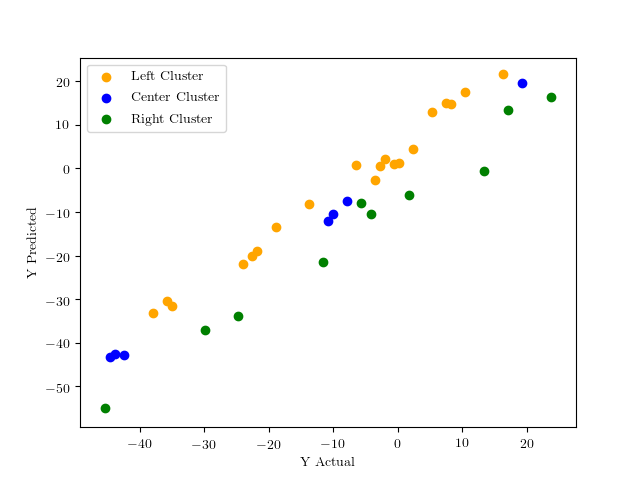 Left Cluster
Center Cluster
Right Cluster
20
10
0
−10
−20
−30
−40
−50
Y Predicted
−40 −30 −20 −10 0 10 20
Y Actual